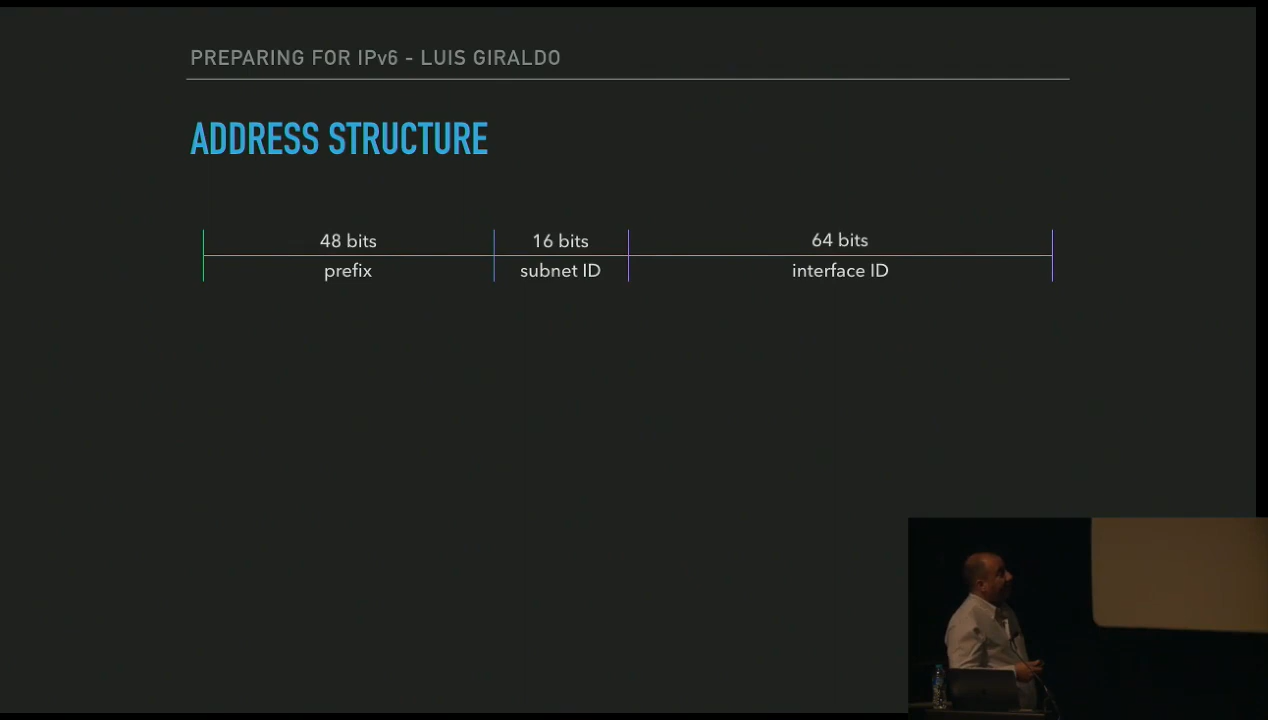 PREPARING FOR IPv6 - LUIS GIRALDO
ADDRESS STRUCTURE
48 bits
16 bits
64 bits
prefix
subnet ID
interface ID